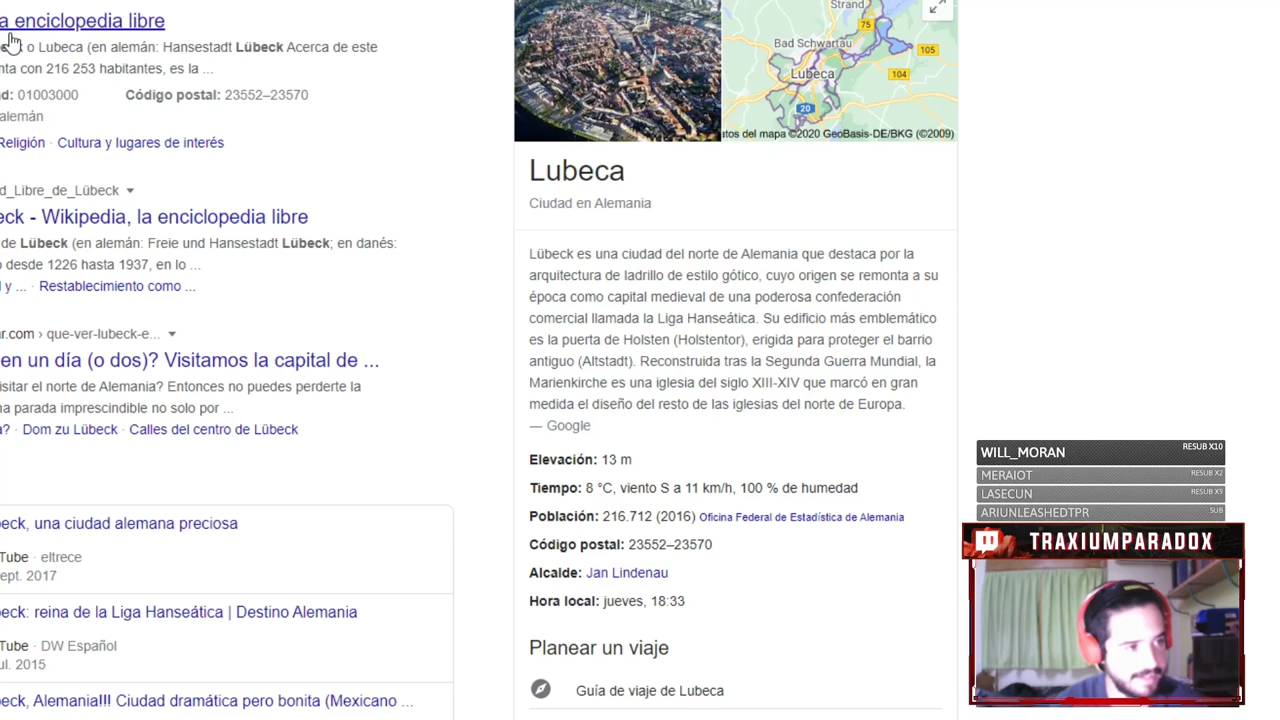 a enciclopedia libre
o Lubeca (en alemán: Hansestadt Lübeck Acerca de este
nta con 216 253 habitantes, es la ...
ad: 01003000 Código postal: 23552–23570
alemán
Religión · Cultura y lugares de interés
d_Libre_de_Lübeck
eck - Wikipedia, la enciclopedia libre
de Lübeck (en alemán: Freie und Hansestadt Lübeck; en danés:
o desde 1226 hasta 1937, en lo ...
l y ... · Restablecimiento como ...
ar.com › que-ver-lubeck-e...
en un día (o dos)? Visitamos la capital de ...
isitar el norte de Alemania? Entonces no puedes perderte la
na parada imprescindible no solo por ...
a? · Dom zu Lübeck · Calles del centro de Lübeck
eck, una ciudad alemana preciosa
Tube · eltrece
ept. 2017
eck: reina de la Liga Hanseática | Destino Alemania
Tube · DW Español
ul. 2015
eck, Alemania!!! Ciudad dramática pero bonita (Mexicano ...
Strand
75
Bad Schwartau
105
Lubeca
104
20
atos del mapa ©2020 GeoBasis-DE/BKG (©2009)
Lubeca
Ciudad en Alemania
Lübeck es una ciudad del norte de Alemania que destaca por la
arquitectura de ladrillo de estilo gótico, cuyo origen se remonta a su
época como capital medieval de una poderosa confederación
comercial llamada la Liga Hanseática. Su edificio más emblemático
es la puerta de Holsten (Holstentor), erigida para proteger el barrio
antiguo (Altstadt). Reconstruida tras la Segunda Guerra Mundial, la
Marienkirche es una iglesia del siglo XIII-XIV que marcó en gran
medida el diseño del resto de las iglesias del norte de Europa.
— Google
Elevación: 13 m
Tiempo: 8 °C, viento S a 11 km/h, 100 % de humedad
Población: 216.712 (2016) Oficina Federal de Estadística de Alemania
Código postal: 23552–23570
Alcalde: Jan Lindenau
Hora local: jueves, 18:33
Planear un viaje
Guía de viaje de Lubeca
WILL_MORAN RESUB X10
MERAIOT RESUB X2
LASECUN RESUB X9
ARIUNLEASHEDTPR SUB
TRAXIUMPARADOX